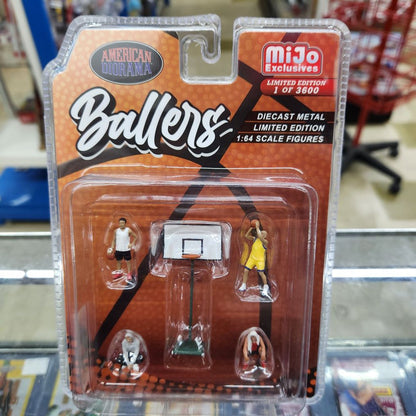 AMERICAN
DIORAMA
MiJo
Exclusives
LIMITED EDITION
1 OF 3600
Ballers
DIECAST METAL
LIMITED EDITION
1:64 SCALE FIGURES